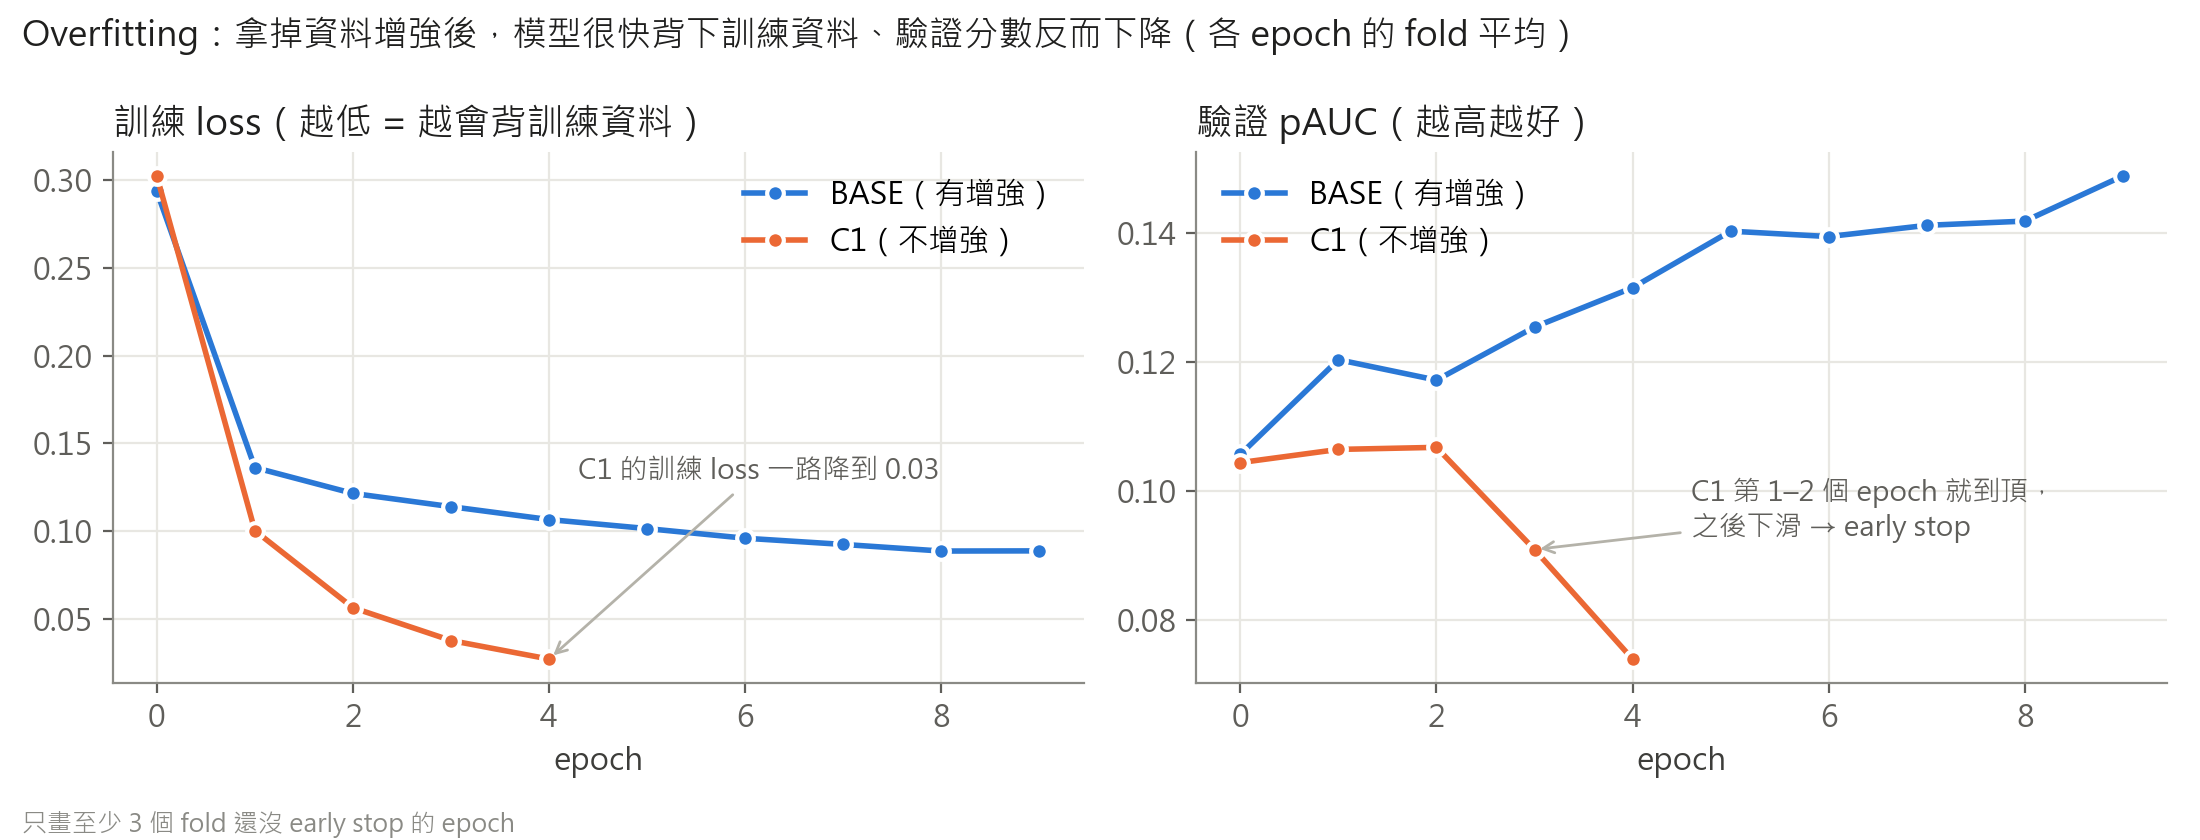 Overfitting：拿掉資料增強後，模型很快背下訓練資料、驗證分數反而下降（各 epoch 的 fold 平均）
訓練 loss（越低 = 越會背訓練資料）
0.30
0.25
0.20
0.15
0.10
0.05
BASE（有增強）
C1（不增強）
C1 的訓練 loss 一路降到 0.03
0
2
4
6
8
epoch
驗證 pAUC（越高越好）
0.14
0.12
0.10
0.08
BASE（有增強）
C1（不增強）
C1 第 1–2 個 epoch 就到頂，
之後下滑 → early stop
0
2
4
6
8
epoch
只畫至少 3 個 fold 還沒 early stop 的 epoch